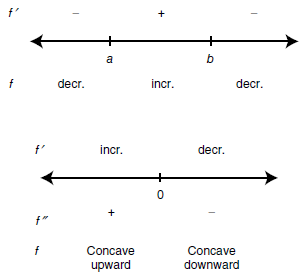 f′ − + −
a b
f decr. incr. decr.
f′ incr. decr.
0
f″ + −
f Concave Concave
upward downward